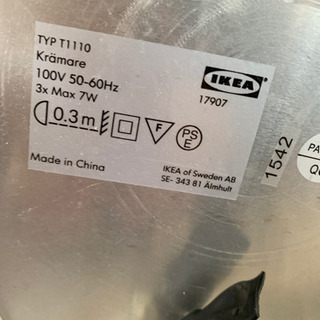 TYP T1110
Krämare
100V 50-60Hz
3x Max 7W
IKEA
17907
0.3m
F
PS
E
Made in China
IKEA of Sweden AB
SE- 343 81 Älmhult
1542
PA